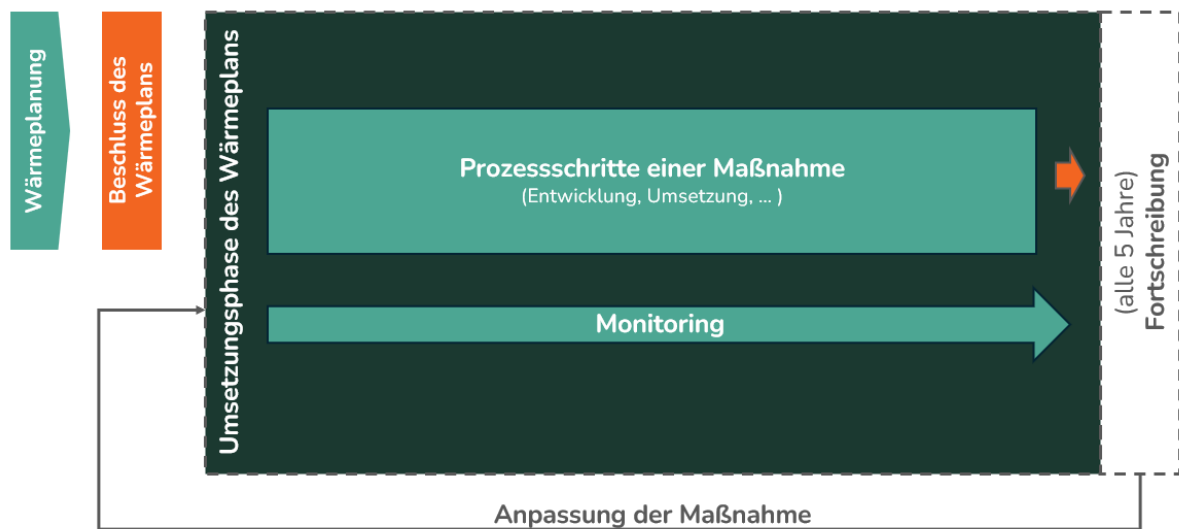 Wärmeplanung
Beschluss des
Wärmeplans
Umsetzungsphase des Wärmeplans
Prozessschritte einer Maßnahme
(Entwicklung, Umsetzung, ... )
Monitoring
(alle 5 Jahre)
Fortschreibung
Anpassung der Maßnahme